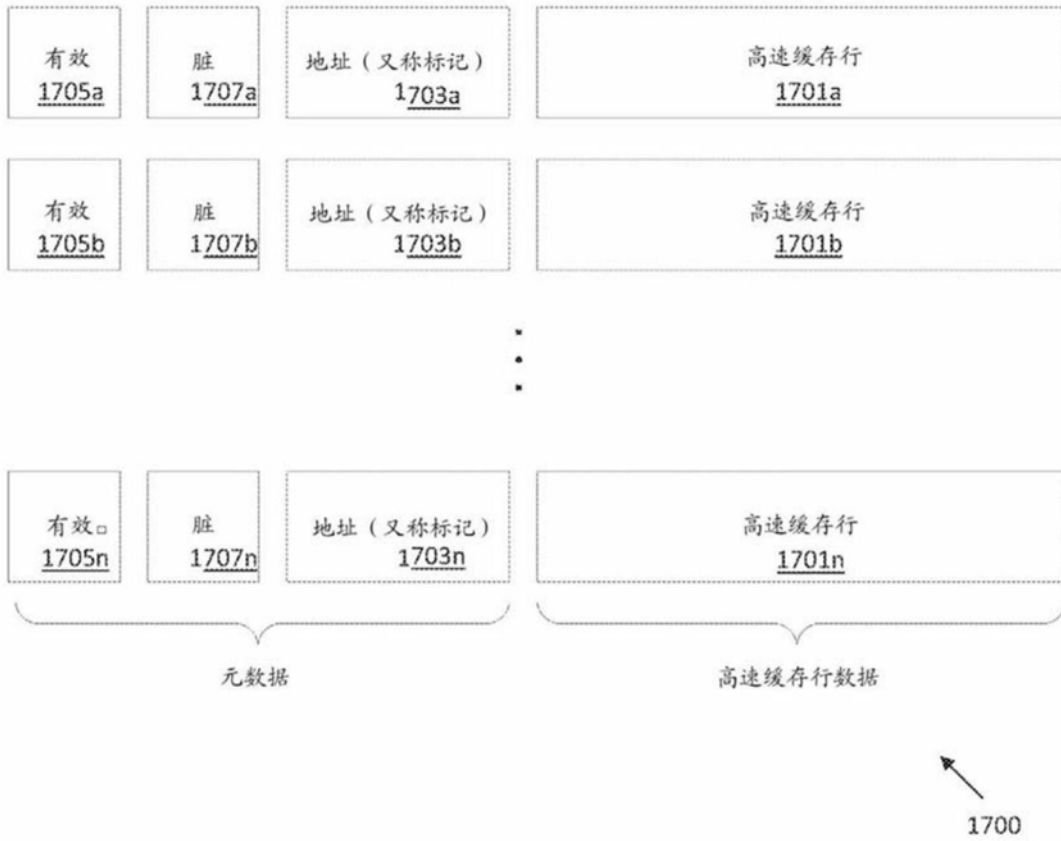 有效 脏 地址(又称标记) 高速缓存行
1705a 1707a 1703a 1701a
有效 脏 地址(又称标记) 高速缓存行
1705b 1707b 1703b 1701b
有效□ 脏 地址(又称标记) 高速缓存行
1705n 1707n 1703n 1701n
元数据 高速缓存行数据
1700